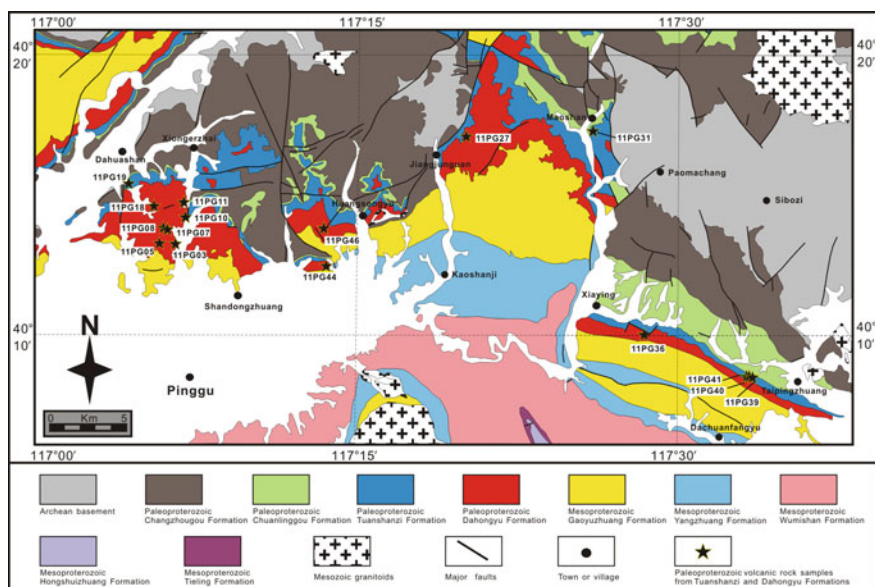 117°00' 117°15' 117°30'
40° 20'
40° 20'
Maoshan
11PG31
11PG27
Xiongerzhai
Dahuashan
Jiangjunguan
Paomachang
11PG19
Sibozi
11PG11
11PG18
11PG10
Huangsongyu
11PG08
11PG07
11PG46
11PG05
11PG03
11PG44
Kaoshanji
Shandongzhuang
Xiaying
40° 10'
40° 10'
N
11PG36
Pinggu
11PG41
11PG40
Taipingzhuang
11PG39
0 Km 5
Dachuanfangyu
117°00' 117°15' 117°30'
Archean basement
Paleoproterozoic
Changzhougou Formation
Paleoproterozoic
Chuanlinggou Formation
Paleoproterozoic
Tuanshanzi Formation
Paleoproterozoic
Dahongyu Formation
Mesoproterozoic
Gaoyuzhuang Formation
Mesoproterozoic
Yangzhuang Formation
Mesoproterozoic
Wumishan Formation
Mesoproterozoic
Hongshuizhuang Formation
Mesoproterozoic
Tieling Formation
Mesozoic granitoids
Major faults
Town or village
Paleoproterozoic volcanic rock samples
from Tuanshanzi and Dahongyu Formations